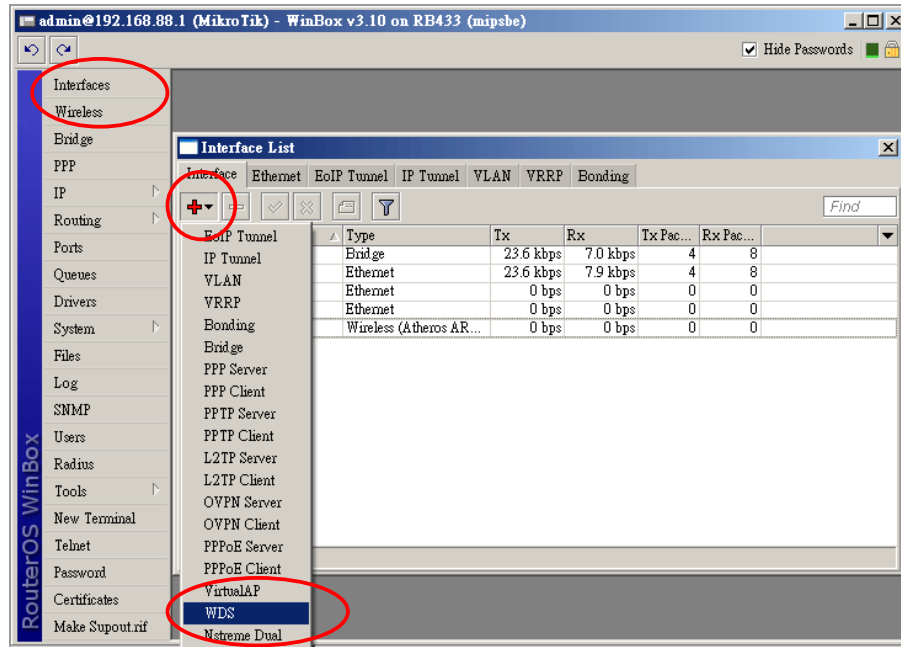 admin@192.168.88.1 (MikroTik) - WinBox v3.10 on RB433 (mipsbe)
Hide Passwords
RouterOS WinBox
Interfaces
Wireless
Bridge
PPP
IP
Routing
Ports
Queues
Drivers
System
Files
Log
SNMP
Users
Radius
Tools
New Terminal
Telnet
Password
Certificates
Make Supout.rif
Interface List
Interface Ethernet EoIP Tunnel IP Tunnel VLAN VRRP Bonding
Find
Type Tx Rx Tx Pac... Rx Pac...
Bridge 23.6 kbps 7.0 kbps 4 8
Ethernet 23.6 kbps 7.9 kbps 4 8
Ethernet 0 bps 0 bps 0 0
Ethernet 0 bps 0 bps 0 0
Wireless (Atheros AR... 0 bps 0 bps 0 0
EoIP Tunnel
IP Tunnel
VLAN
VRRP
Bonding
Bridge
PPP Server
PPP Client
PPTP Server
PPTP Client
L2TP Server
L2TP Client
OVPN Server
OVPN Client
PPPoE Server
PPPoE Client
VirtualAP
WDS
Nstreme Dual